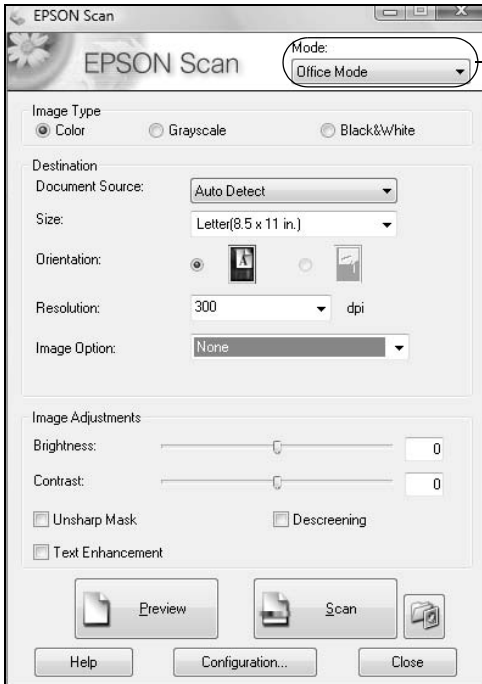 EPSON Scan
EPSON Scan
Mode:
Office Mode
Image Type
Color Grayscale Black&White
Destination
Document Source: Auto Detect
Size: Letter(8.5 x 11 in.)
Orientation:
Resolution: 300 dpi
Image Option: None
Image Adjustments
Brightness: 0
Contrast: 0
Unsharp Mask Descreening
Text Enhancement
Preview Scan
Help Configuration... Close